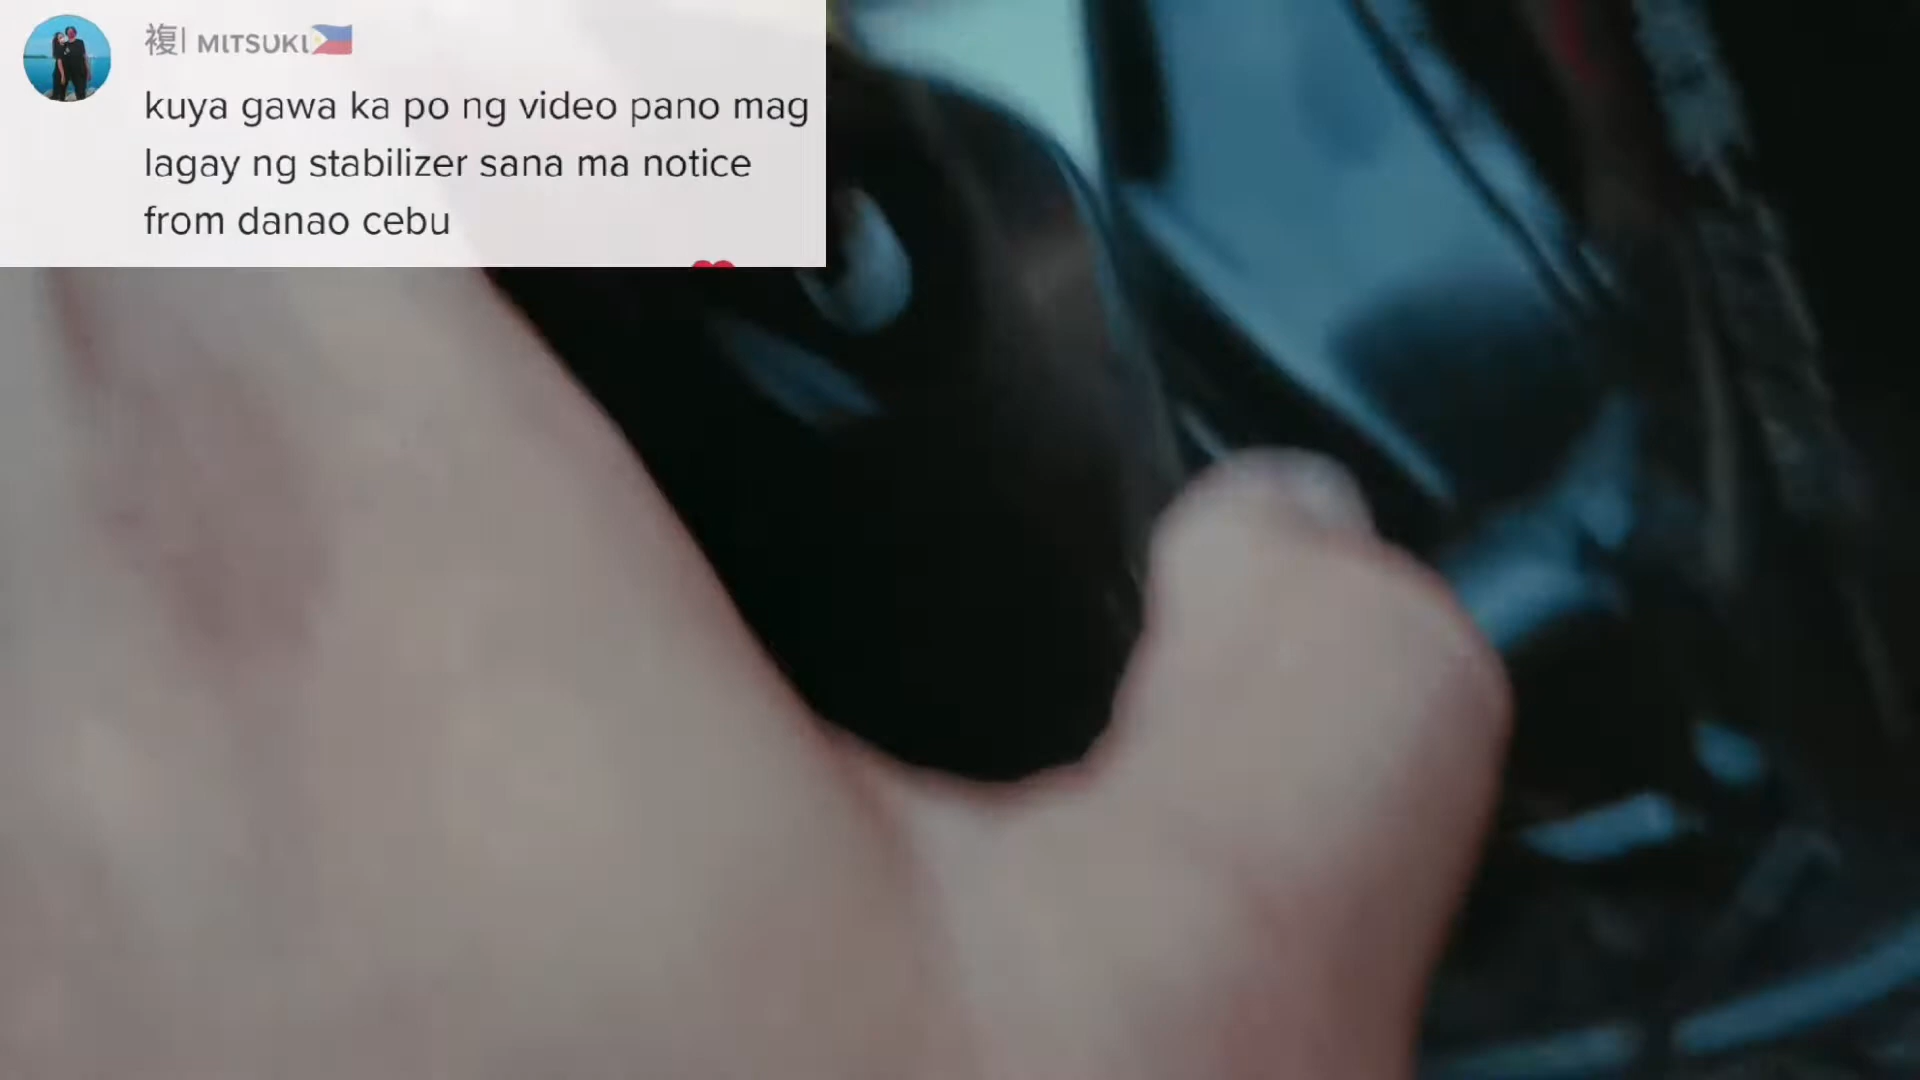 複| MITSUKI🇵🇭
kuya gawa ka po ng video pano mag
lagay ng stabilizer sana ma notice
from danao cebu